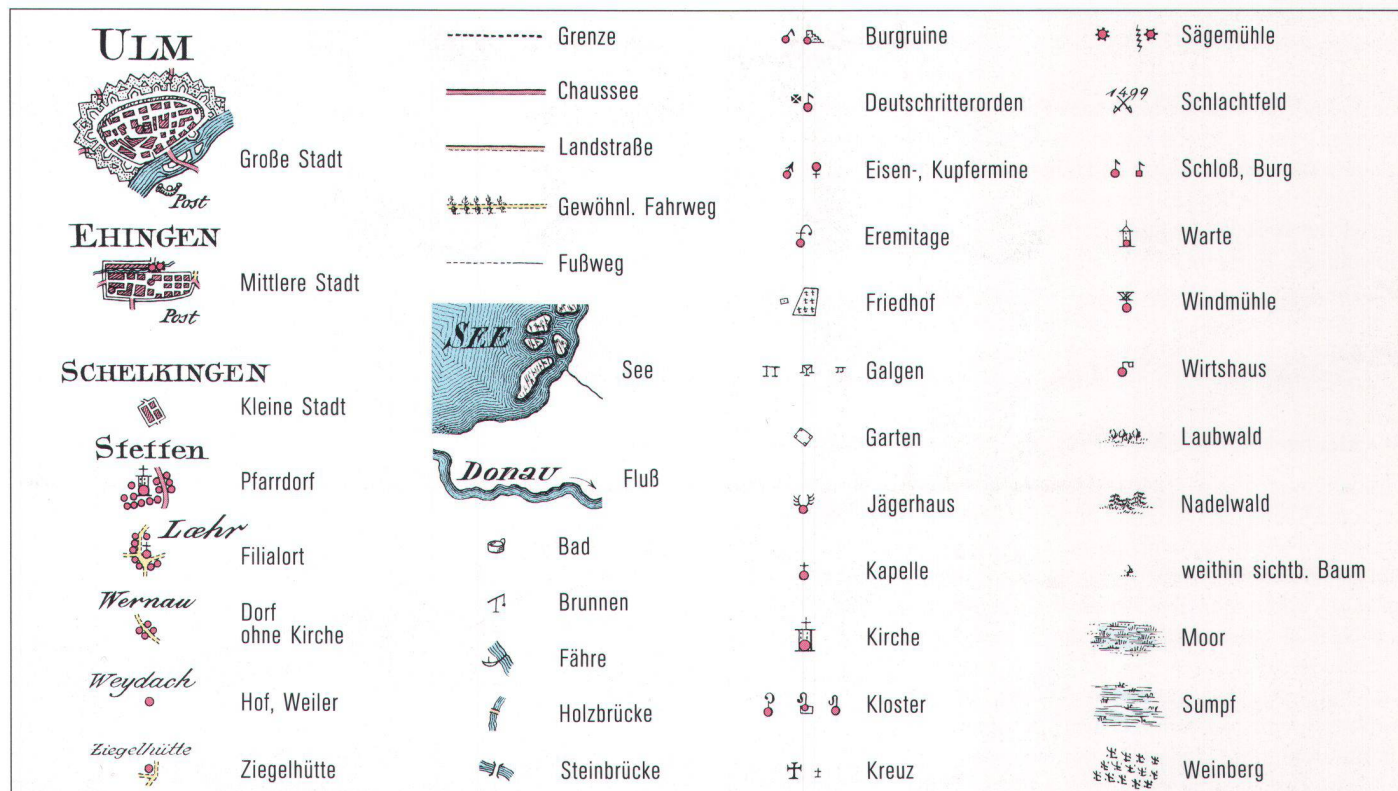 ULM
Große Stadt
Post
EHINGEN
Mittlere Stadt
Post
SCHELKINGEN
Kleine Stadt
Stetten
Pfarrdorf
Læhr
Filialort
Wernau
Dorf
ohne Kirche
Weydach
Hof, Weiler
Ziegelhütte
Ziegelhütte
Grenze
Chaussee
Landstraße
Gewöhnl. Fahrweg
Fußweg
SEE
See
Donau
Fluß
Bad
Brunnen
Fähre
Holzbrücke
Steinbrücke
Burgruine
Deutschritterorden
Eisen-, Kupfermine
Eremitage
Friedhof
Galgen
Garten
Jägerhaus
Kapelle
Kirche
Kloster
Kreuz
Sägemühle
1499
Schlachtfeld
Schloß, Burg
Warte
Windmühle
Wirtshaus
Laubwald
Nadelwald
weithin sichtb. Baum
Moor
Sumpf
Weinberg